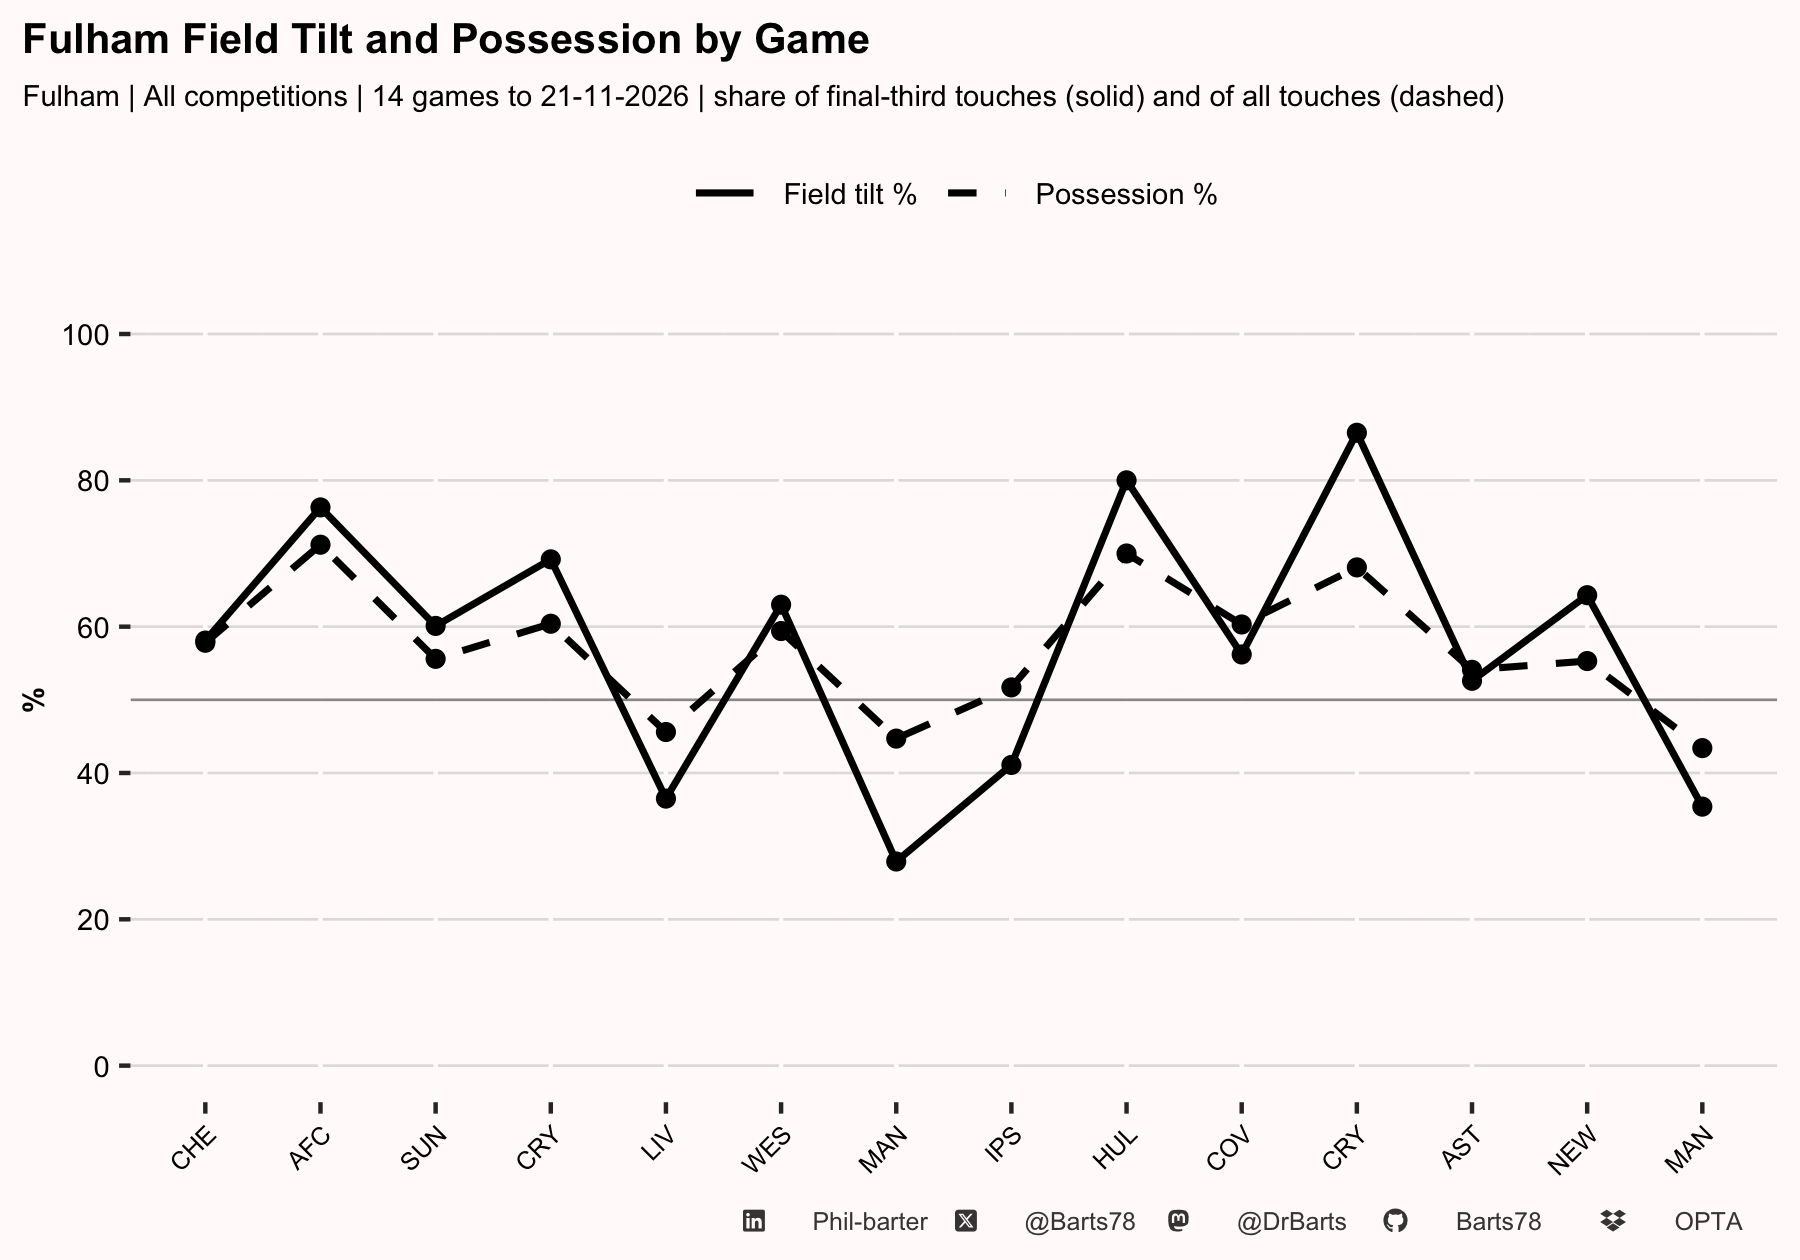 Fulham Field Tilt and Possession by Game
Fulham | All competitions | 14 games to 21-11-2026 | share of final-third touches (solid) and of all touches (dashed)
Field tilt % Possession %
100
80
60
40
20
0
%
CHE AFC SUN CRY LIV WES MAN IPS HUL COV CRY AST NEW MAN
Phil-barter @Barts78 @DrBarts Barts78 OPTA